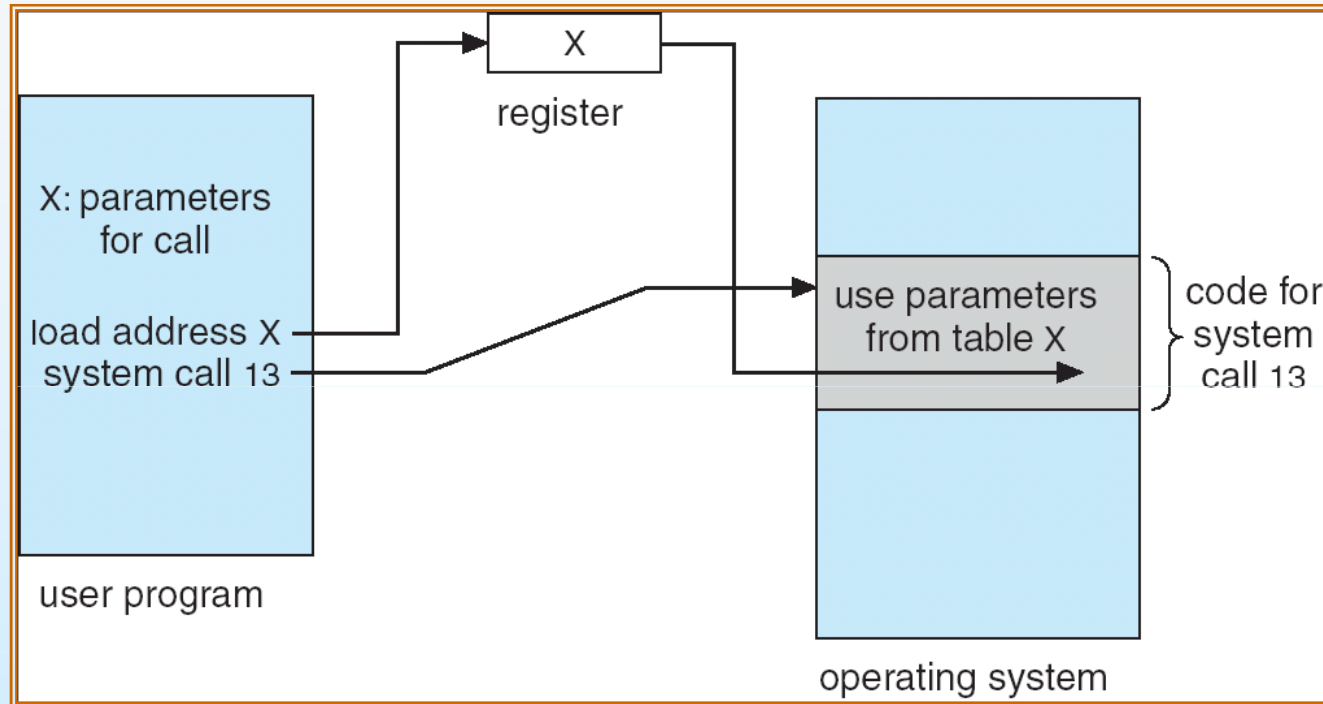 X
register
X: parameters
for call
load address X
system call 13
user program
use parameters
from table X
code for
system
call 13
operating system